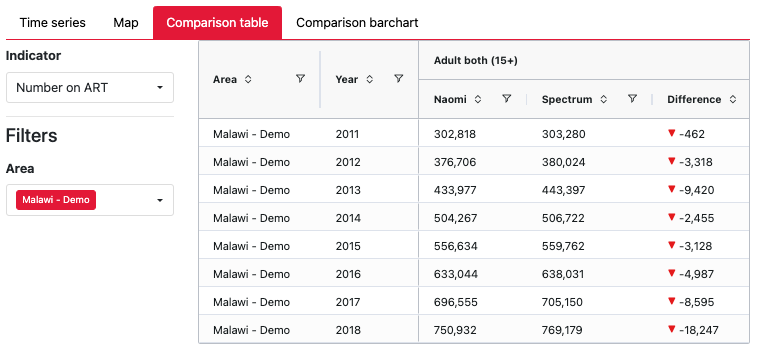 Time series Map Comparison table Comparison barchart
Indicator
Number on ART
Filters
Area
Malawi - Demo
Adult both (15+)
Area Year
Naomi Spectrum Difference
Malawi - Demo 2011 302,818 303,280 -462
Malawi - Demo 2012 376,706 380,024 -3,318
Malawi - Demo 2013 433,977 443,397 -9,420
Malawi - Demo 2014 504,267 506,722 -2,455
Malawi - Demo 2015 556,634 559,762 -3,128
Malawi - Demo 2016 633,044 638,031 -4,987
Malawi - Demo 2017 696,555 705,150 -8,595
Malawi - Demo 2018 750,932 769,179 -18,247